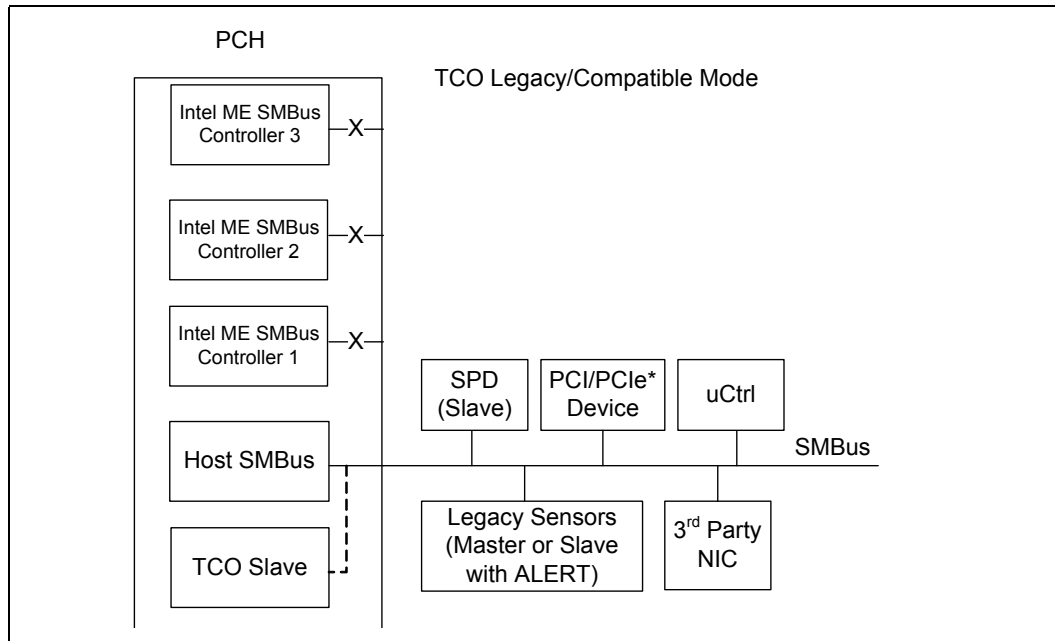 PCH
TCO Legacy/Compatible Mode
Intel ME SMBus
Controller 3
X
Intel ME SMBus
Controller 2
X
Intel ME SMBus
Controller 1
X
SPD
(Slave)
PCI/PCIe*
Device
uCtrl
Host SMBus
SMBus
Legacy Sensors
(Master or Slave
with ALERT)
3rd Party
NIC
TCO Slave